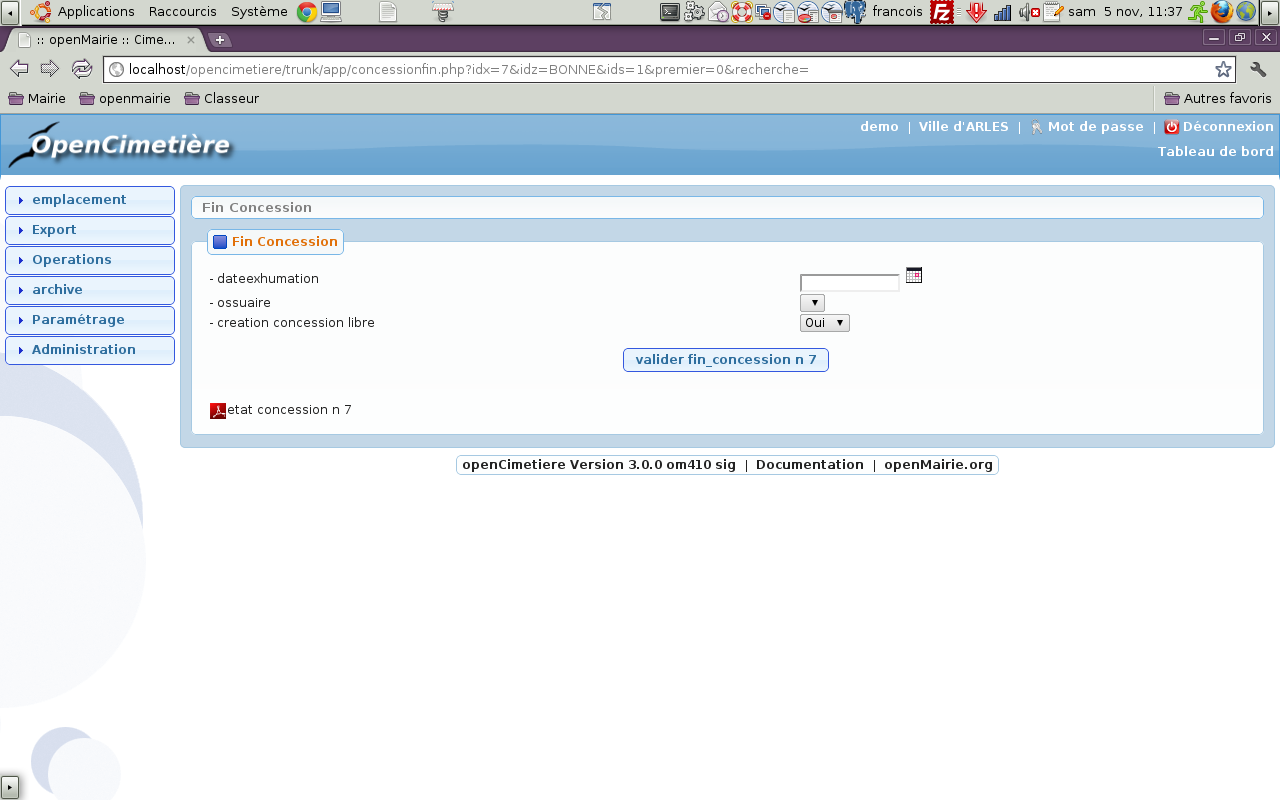 Applications Raccourcis Système francois sam 5 nov, 11:37
:: openMairie :: Cime...
localhost/opencimetiere/trunk/app/concessionfin.php?idx=7&idz=BONNE&ids=1&premier=0&recherche=
Mairie openmairie Classeur Autres favoris
OpenCimetière
demo | Ville d'ARLES | Mot de passe | Déconnexion
Tableau de bord
emplacement
Export
Operations
archive
Paramétrage
Administration
Fin Concession
Fin Concession
- dateexhumation
- ossuaire
- creation concession libre Oui
valider fin_concession n 7
etat concession n 7
openCimetiere Version 3.0.0 om410 sig | Documentation | openMairie.org